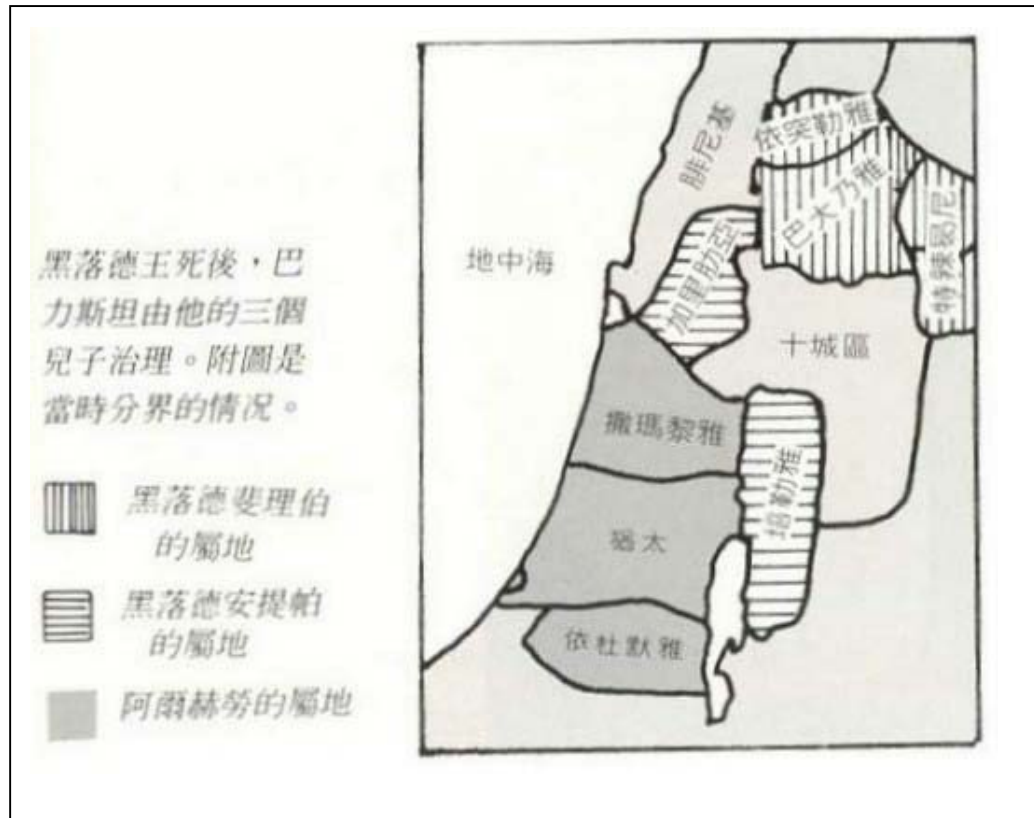 黑落德王死後,巴
力斯坦由他的三個
兒子治理。附圖是
當時分界的情況。
黑落德斐理伯
的屬地
黑落德安提帕
的屬地
阿爾赫勞的屬地
腓尼基
依突勒雅
巴大乃雅
特辣曷尼
地中海
加里肋亞
十城區
撒瑪黎雅
培勒雅
猶太
依杜默雅